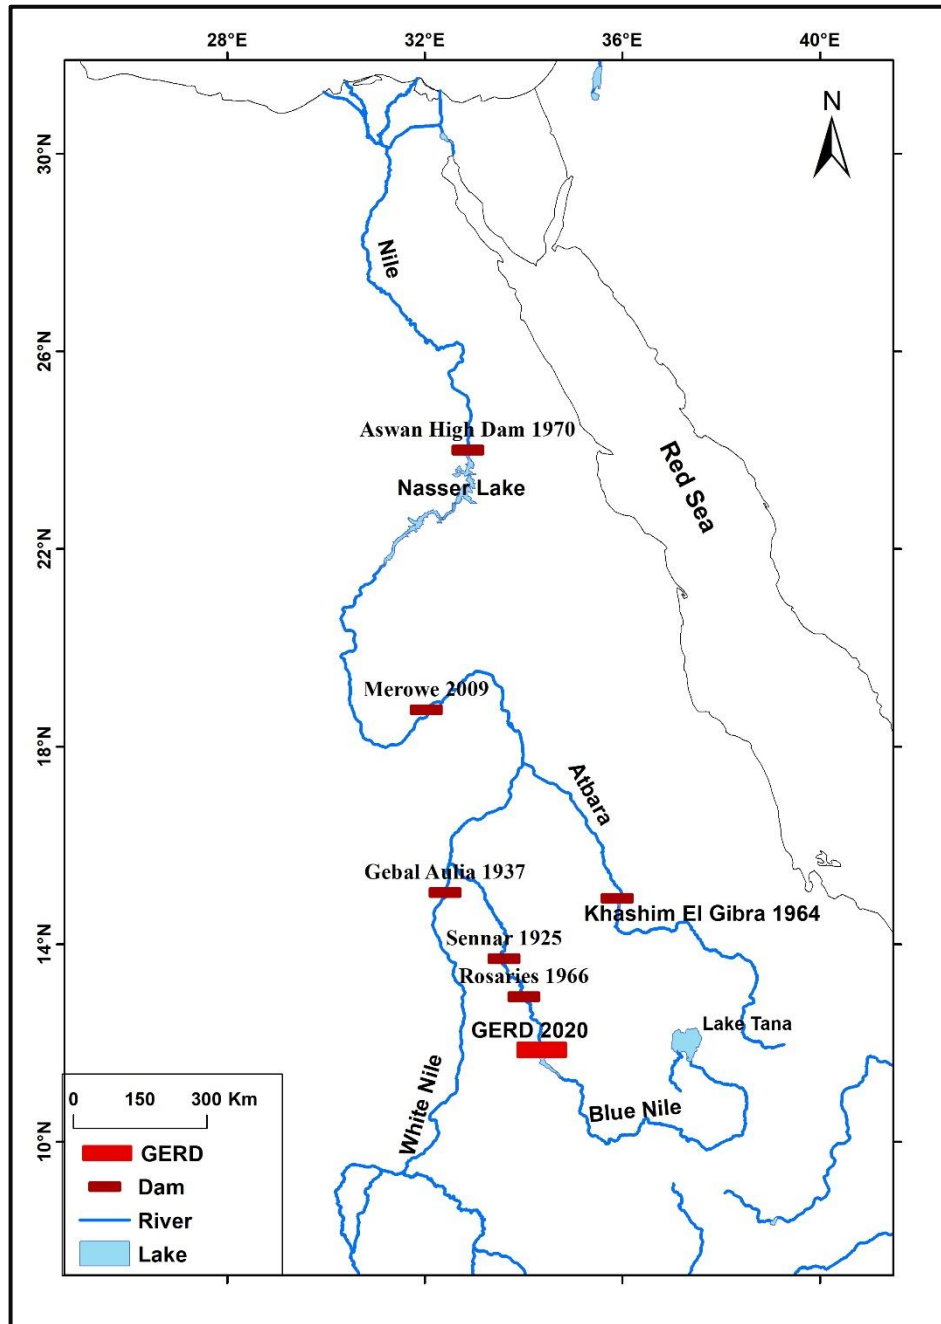 28°E 32°E 36°E 40°E
N
30°N
Nile
26°N
Aswan High Dam 1970
Nasser Lake
Red Sea
22°N
Merowe 2009
18°N
Atbara
Gebal Aulia 1937
Khashim El Gibra 1964
14°N
Sennar 1925
Rosaries 1966
GERD 2020
Lake Tana
White Nile
Blue Nile
10°N
0 150 300 Km
GERD
Dam
River
Lake